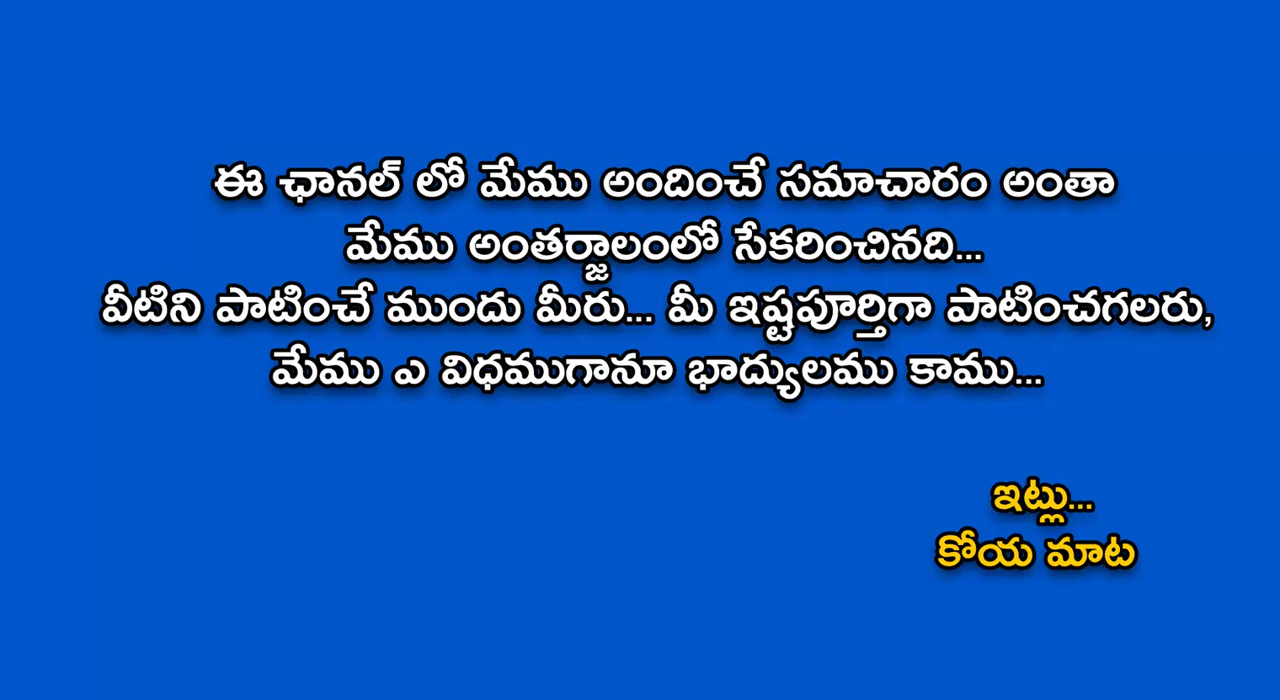 ఈ ఛానల్ లో మేము అందించే సమాచారం అంతా
మేము అంతర్జాలంలో సేకరించినది...
వీటిని పాటించే ముందు మీరు... మీ ఇష్టపూర్తిగా పాటించగలరు,
మేము ఎ విధముగానూ భాద్యులము కాము...
ఇట్లు...
కోయ మాట